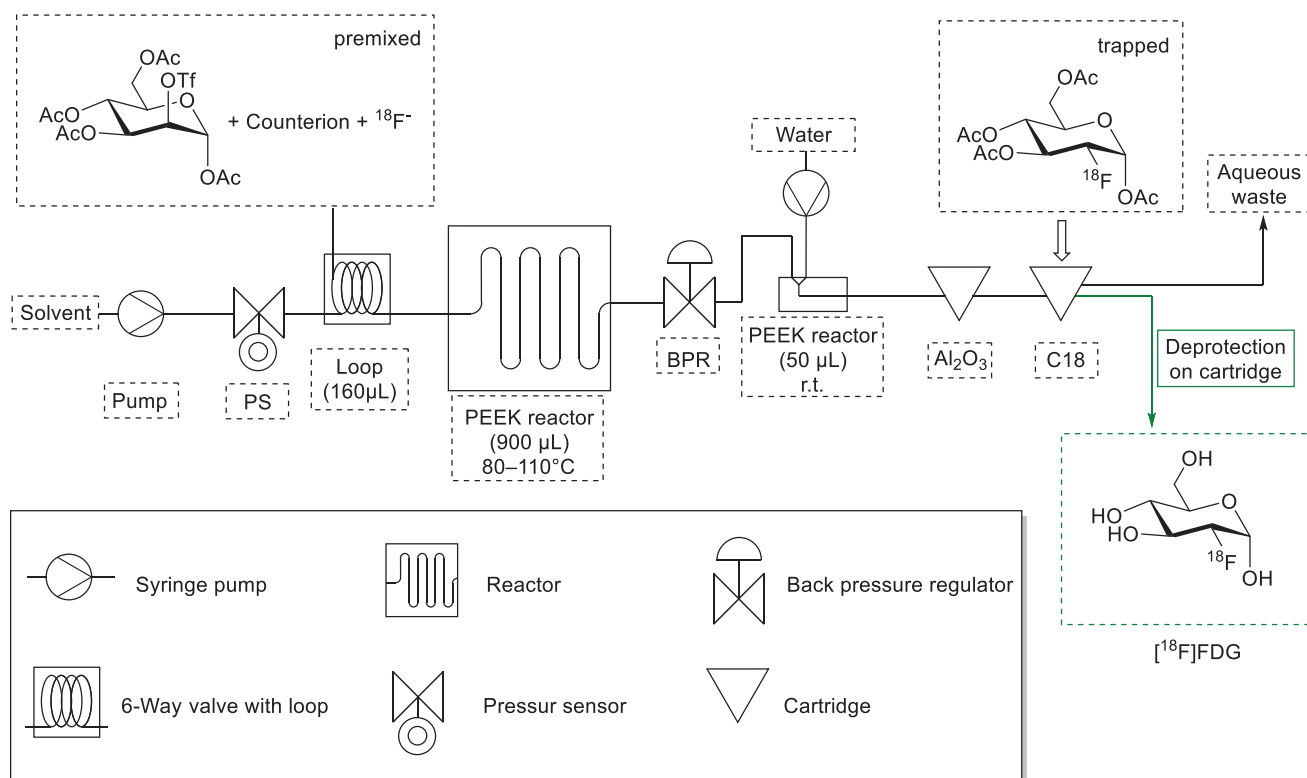 premixed
OAc
OTf
O
AcO
AcO
OAc
+ Counterion + ¹⁸F⁻
trapped
OAc
O
AcO
AcO
¹⁸F
OAc
Water
Aqueous
waste
Solvent
Pump
PS
Loop
(160µL)
PEEK reactor
(900 µL)
80–110°C
BPR
PEEK reactor
(50 µL)
r.t.
Al₂O₃
C18
Deprotection
on cartridge
OH
O
HO
HO
¹⁸F
OH
[¹⁸F]FDG
Syringe pump
Reactor
Back pressure regulator
6-Way valve with loop
Pressur sensor
Cartridge